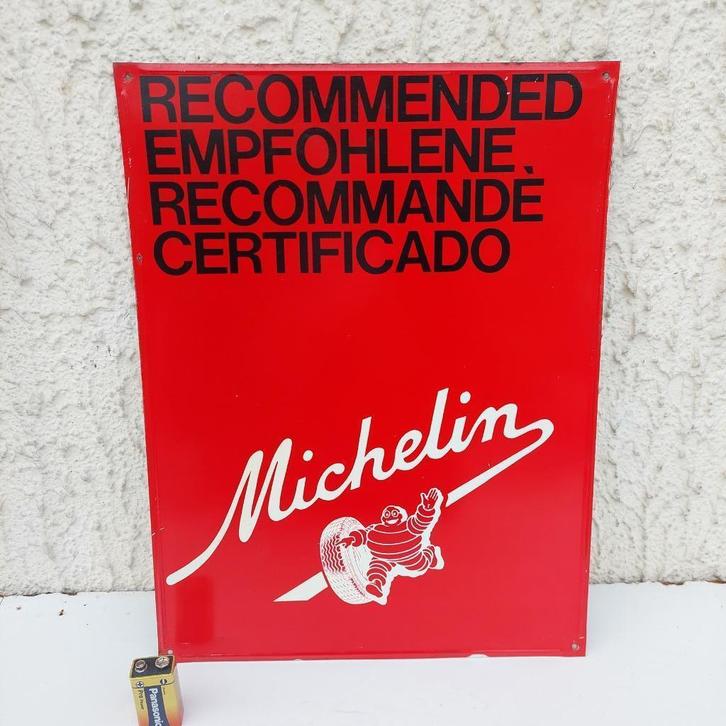 RECOMMENDED
EMPFOHLENE
RECOMMANDÈ
CERTIFICADO
Michelin
Panasonic